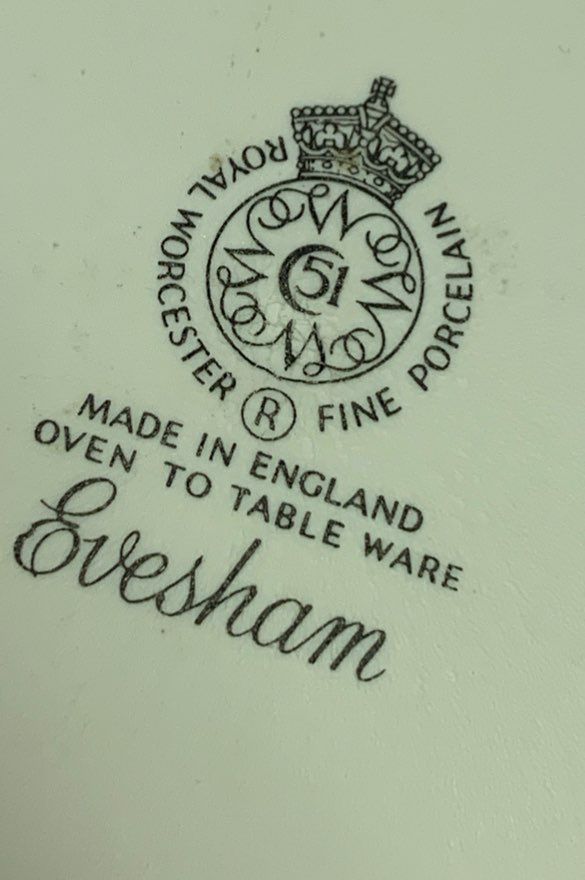 ROYAL WORCESTER ® FINE PORCELAIN
51
MADE IN ENGLAND
OVEN TO TABLE WARE
Evesham